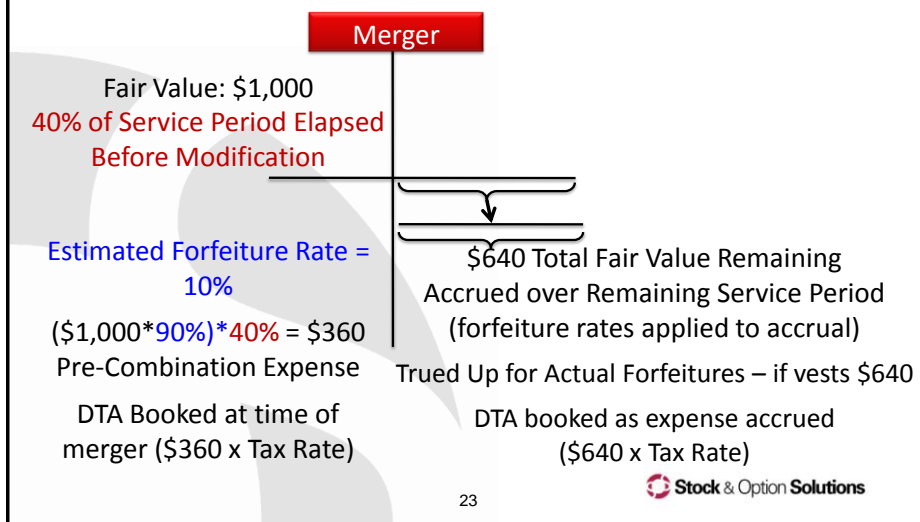 Merger
Fair Value: $1,000
40% of Service Period Elapsed
Before Modification
Estimated Forfeiture Rate =
10%
($1,000*90%)*40% = $360
Pre-Combination Expense
DTA Booked at time of
merger ($360 x Tax Rate)
$640 Total Fair Value Remaining
Accrued over Remaining Service Period
(forfeiture rates applied to accrual)
Trued Up for Actual Forfeitures – if vests $640
DTA booked as expense accrued
($640 x Tax Rate)
23
Stock & Option Solutions